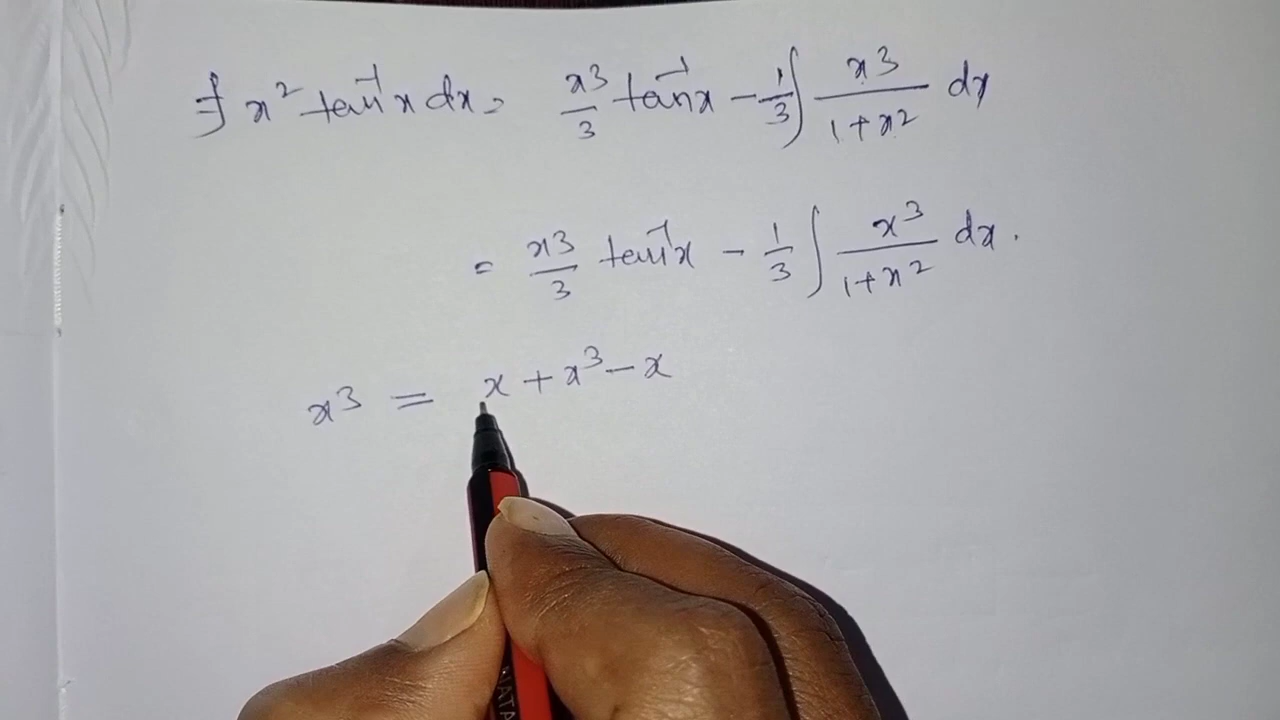 ⇒∫ x² tan⁻¹x dx = x³/3 tan⁻¹x - 1/3 ∫ x³/(1+x²) dx
= x³/3 tan⁻¹x - 1/3 ∫ x³/(1+x²) dx.
x³ = x + x³ - x